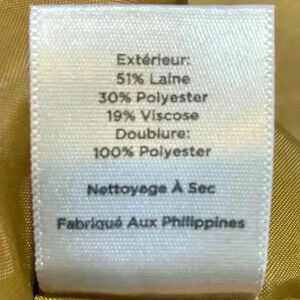 Extérieur:
51% Laine
30% Polyester
19% Viscose
Doublure:
100% Polyester
Nettoyage À Sec
Fabriqué Aux Philippines